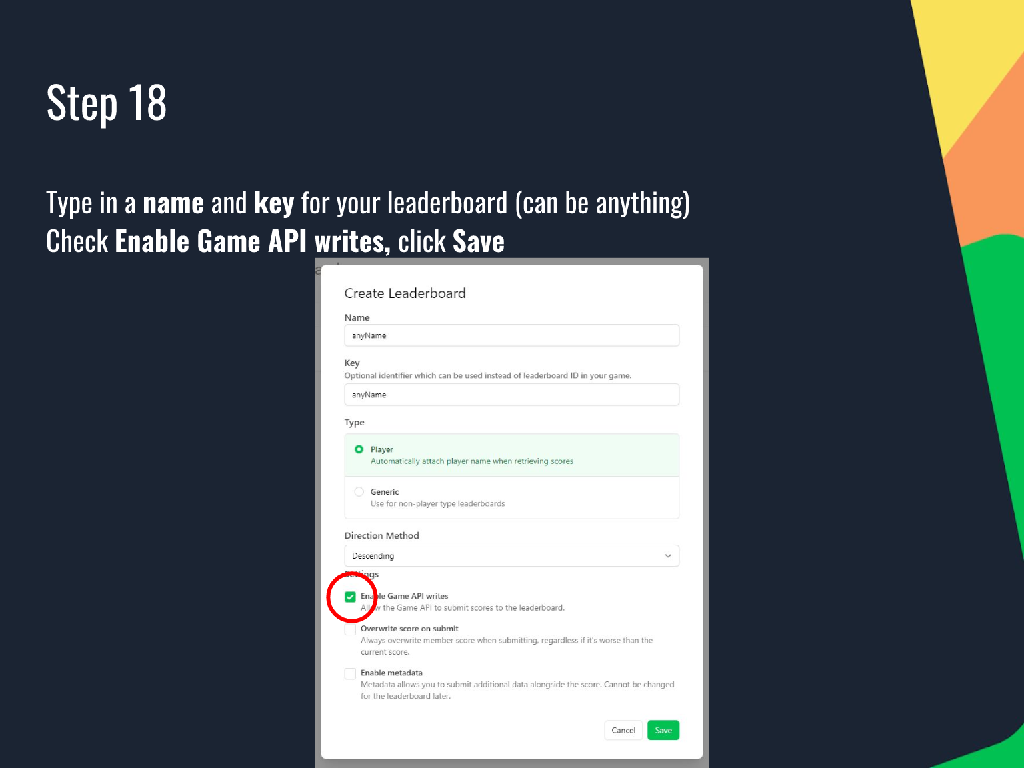 Step 18
Type in a name and key for your leaderboard (can be anything)
Check Enable Game API writes, click Save
Create Leaderboard
Name
anyName
Key
Optional identifier which can be used instead of leaderboard ID in your game.
anyName
Type
Player
Automatically attach player name when retrieving scores
Generic
Use for non-player type leaderboards
Direction Method
Descending
Settings
Enable Game API writes
Allow the Game API to submit scores to the leaderboard.
Overwrite score on submit
Always overwrite member score when submitting, regardless if it's worse than the
current score.
Enable metadata
Metadata allows you to submit additional data alongside the score. Cannot be changed
for the leaderboard later.
Cancel Save